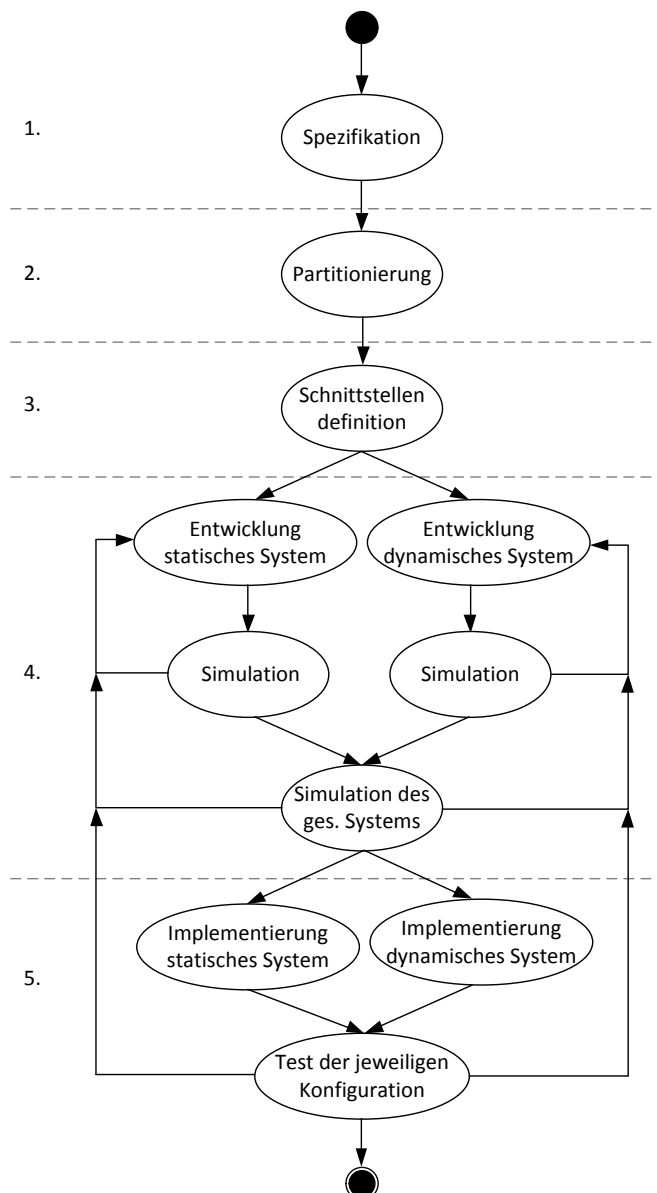 1.
Spezifikation
2.
Partitionierung
3.
Schnittstellen
definition
Entwicklung
statisches System
Entwicklung
dynamisches System
4.
Simulation
Simulation
Simulation des
ges. Systems
5.
Implementierung
statisches System
Implementierung
dynamisches System
Test der jeweiligen
Konfiguration